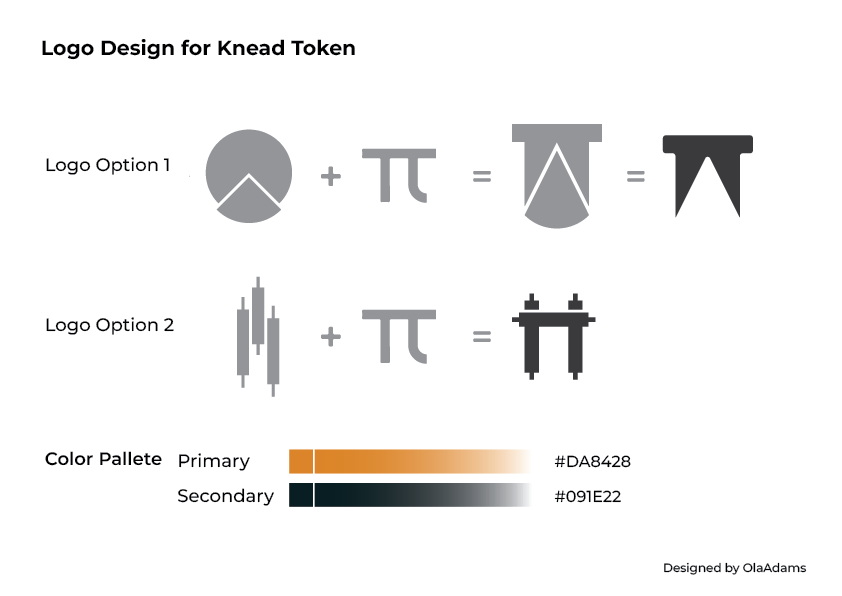 Logo Design for Knead Token
Logo Option 1
+ π = =
Logo Option 2
+ π =
Color Pallete
Primary #DA8428
Secondary #091E22
Designed by OlaAdams